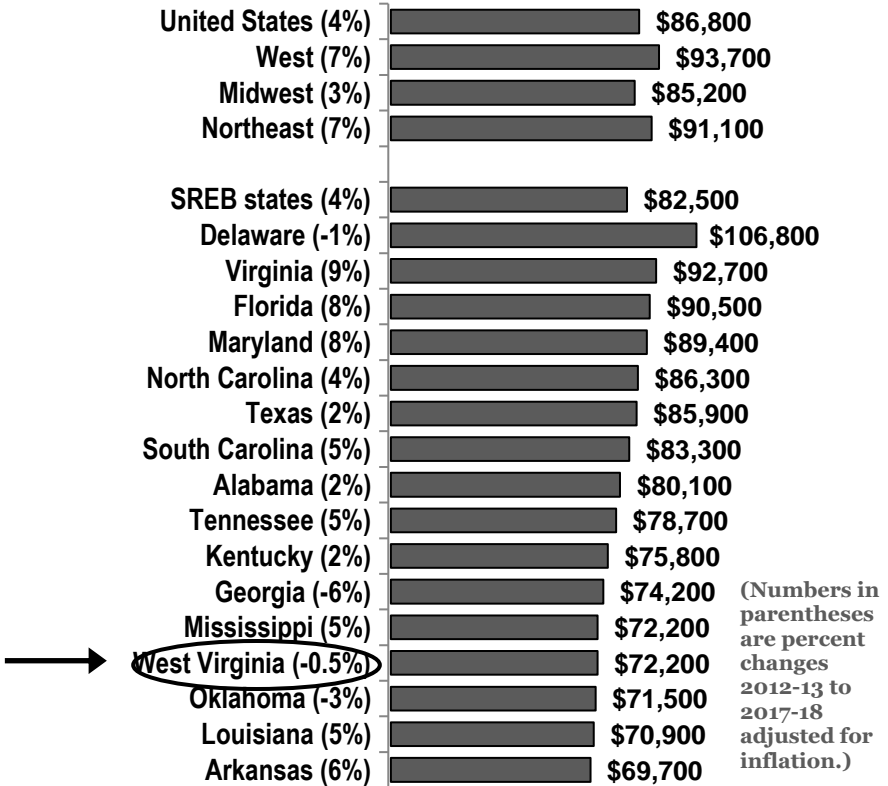 United States (4%) $86,800
West (7%) $93,700
Midwest (3%) $85,200
Northeast (7%) $91,100
SREB states (4%) $82,500
Delaware (-1%) $106,800
Virginia (9%) $92,700
Florida (8%) $90,500
Maryland (8%) $89,400
North Carolina (4%) $86,300
Texas (2%) $85,900
South Carolina (5%) $83,300
Alabama (2%) $80,100
Tennessee (5%) $78,700
Kentucky (2%) $75,800
Georgia (-6%) $74,200
Mississippi (5%) $72,200
West Virginia (-0.5%) $72,200
Oklahoma (-3%) $71,500
Louisiana (5%) $70,900
Arkansas (6%) $69,700
(Numbers in
parentheses
are percent
changes
2012-13 to
2017-18
adjusted for
inflation.)